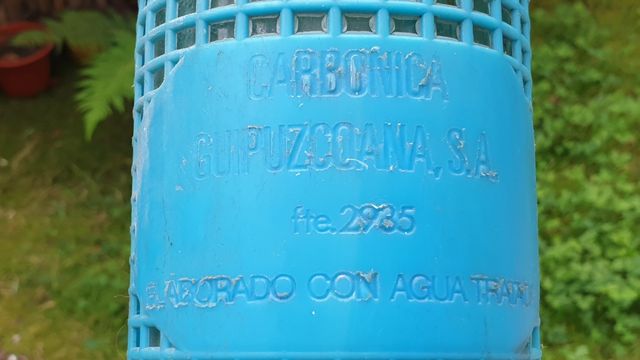 CARBONICA
GUIPUZCOANA, S.A.
fte.2935
ELABORADO CON AGUA